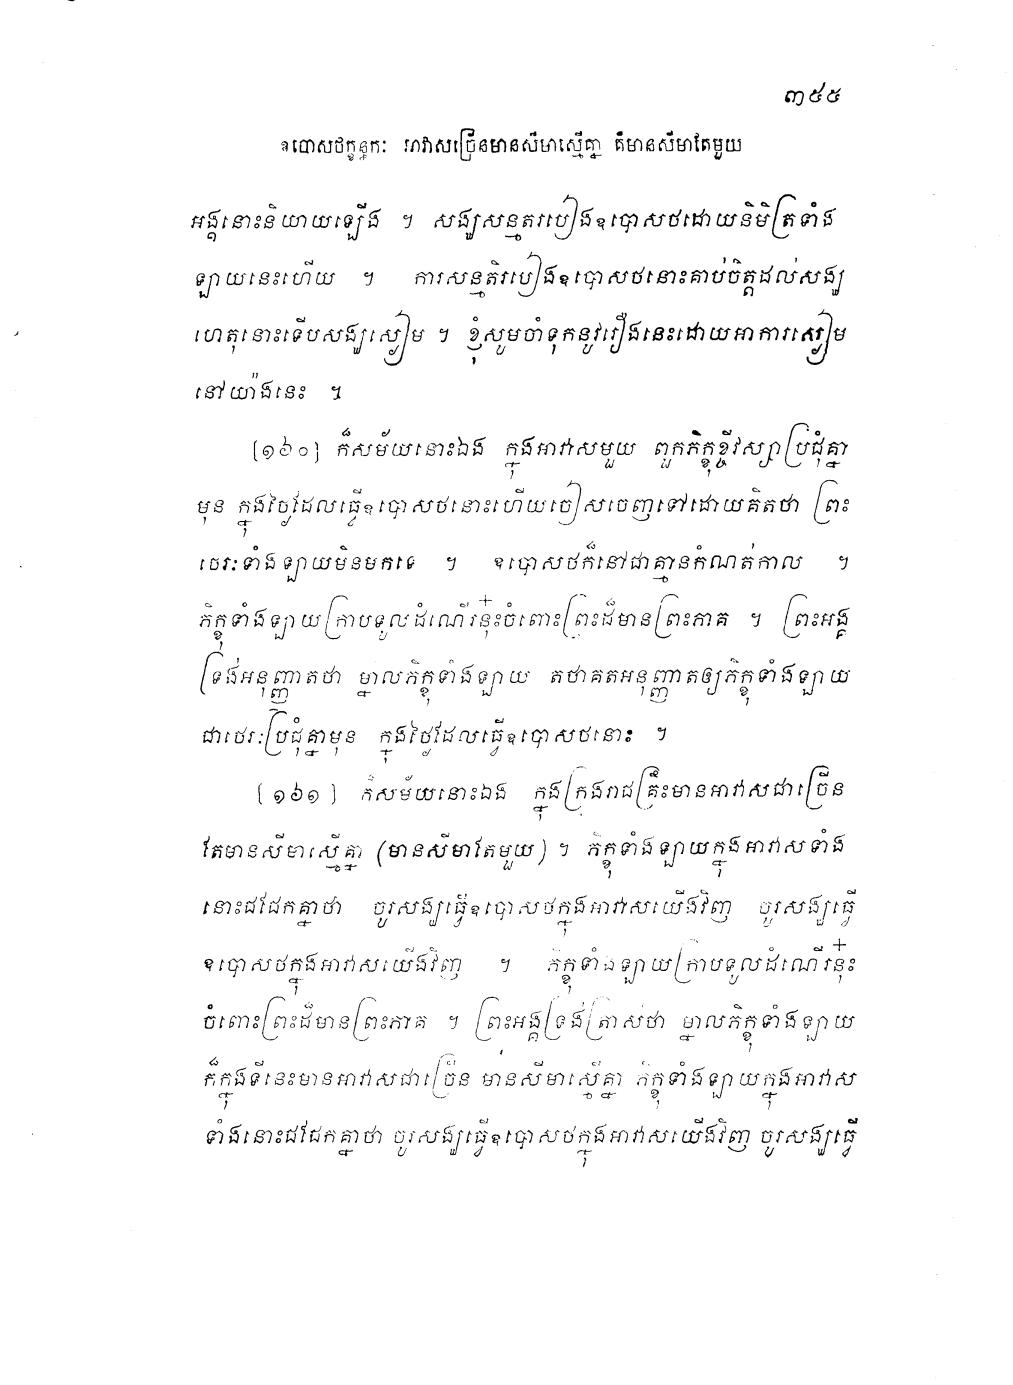 ៣៩៥
ឧបោសថក្ខន្ធកៈ អាវាសច្រើនមានសីមាស្មើគ្នា គឺមានសីមាតែមួយ
អង្គនោះនិយាយឡើង ។ សង្ឃសន្មតរបៀងឧបោសថដោយនិមិត្រទាំង
ឡាយនេះហើយ ។ ការសន្មតិរបៀងឧបោសថនោះគាប់ចិត្តដល់សង្ឃ
ហេតុនោះទើបសង្ឃស្ងៀម ។ ខ្ញុំសូមចាំទុកនូវរឿងនេះដោយអាការស្ងៀម
នៅយ៉ាងនេះ ៕
[១៦០] ក៏សម័យនោះឯង ក្នុងអាវាសមួយ ពួកភិក្ខុខ្ចីវស្សាប្រជុំគ្នា
មុន ក្នុងថ្ងៃដែលធ្វើឧបោសថនោះហើយចៀសចេញទៅដោយគិតថា ព្រះ
ថេរៈទាំងឡាយមិនមកទេ ។ ឧបោសថក៏នៅជាគ្មានកំណត់កាល ។
ភិក្ខុទាំងឡាយក្រាបទូលដំណើរនុ៎ះចំពោះព្រះដ៏មានព្រះភាគ ។ ព្រះអង្គ
ទ្រង់អនុញ្ញាតថា ម្នាលភិក្ខុទាំងឡាយ តថាគតអនុញ្ញាតឲ្យភិក្ខុទាំងឡាយ
ជាថេរៈប្រជុំគ្នាមុន ក្នុងថ្ងៃដែលធ្វើឧបោសថនោះ ។
[១៦១] ក៏សម័យនោះឯង ក្នុងក្រុងរាជគ្រឹះមានអាវាសជាច្រើន
តែមានសីមាស្មើគ្នា (មានសីមាតែមួយ) ។ ភិក្ខុទាំងឡាយក្នុងអាវាសទាំង
នោះជជែកគ្នាថា ចូរសង្ឃធ្វើឧបោសថក្នុងអាវាសយើងវិញ ចូរសង្ឃធ្វើ
ឧបោសថក្នុងអាវាសយើងវិញ ។ ភិក្ខុទាំងឡាយក្រាបទូលដំណើរនុ៎ះ
ចំពោះព្រះដ៏មានព្រះភាគ ។ ព្រះអង្គទ្រង់ត្រាស់ថា ម្នាលភិក្ខុទាំងឡាយ
ក៏ក្នុងទីនេះមានអាវាសជាច្រើន មានសីមាស្មើគ្នា ភិក្ខុទាំងឡាយក្នុងអាវាស
ទាំងនោះជជែកគ្នាថា ចូរសង្ឃធ្វើឧបោសថក្នុងអាវាសយើងវិញ ចូរសង្ឃធ្វើ